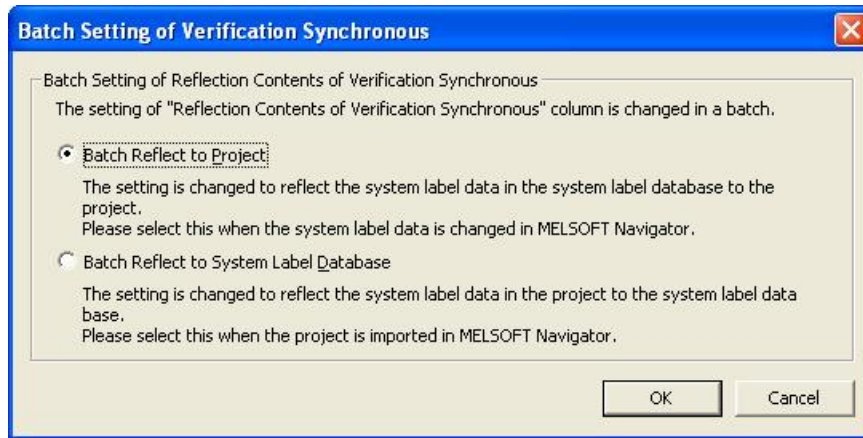 Batch Setting of Verification Synchronous
Batch Setting of Reflection Contents of Verification Synchronous
The setting of "Reflection Contents of Verification Synchronous" column is changed in a batch.
Batch Reflect to Project
The setting is changed to reflect the system label data in the system label database to the
project.
Please select this when the system label data is changed in MELSOFT Navigator.
Batch Reflect to System Label Database
The setting is changed to reflect the system label data in the project to the system label data
base.
Please select this when the project is imported in MELSOFT Navigator.
OK Cancel